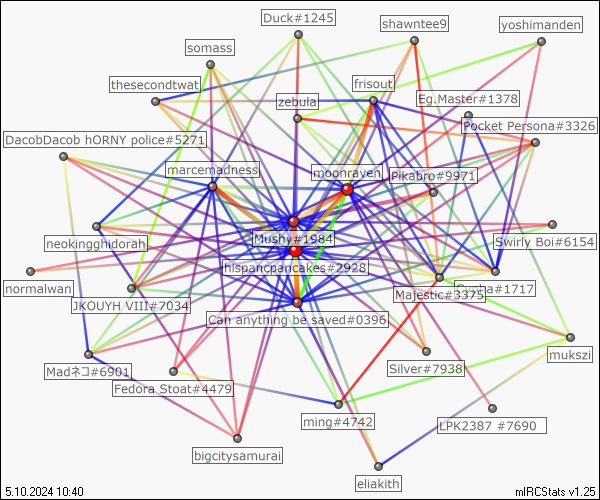 Duck#1245
shawntee9
yoshimanden
somass
thesecondtwat
frisout
zebula
Eg.Master#1378
Pocket Persona#3326
DacobDacob hORNY police#5271
marcemadness
moonrayen
Pikabro#9971
neokingghidorah
Mushy#1984
Swirly Boi#6154
hispanicpancakes#2928
normalwan
JKOUYH VIII#7034
Majestic#3375
#1717
Can anything be saved#0396
mukszi
Madネコ#6901
Fedora Stoat#4479
Silver#7938
ming#4742
LPK2387 #7690
bigcitysamurai
eliakith
5.10.2024 10:40
mIRCStats v1.25